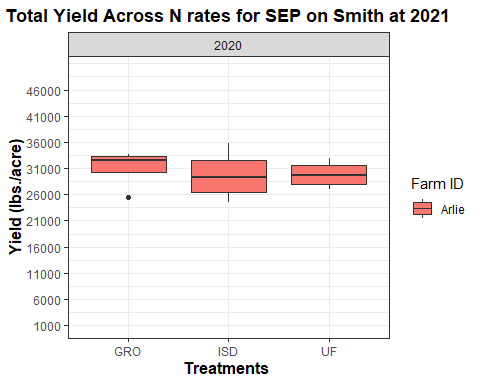 Total Yield Across N rates for SEP on Smith at 2021
2020
Yield (lbs./acre)
46000
41000
36000
31000
26000
21000
16000
11000
6000
1000
GRO ISD UF
Treatments
Farm ID
Arlie